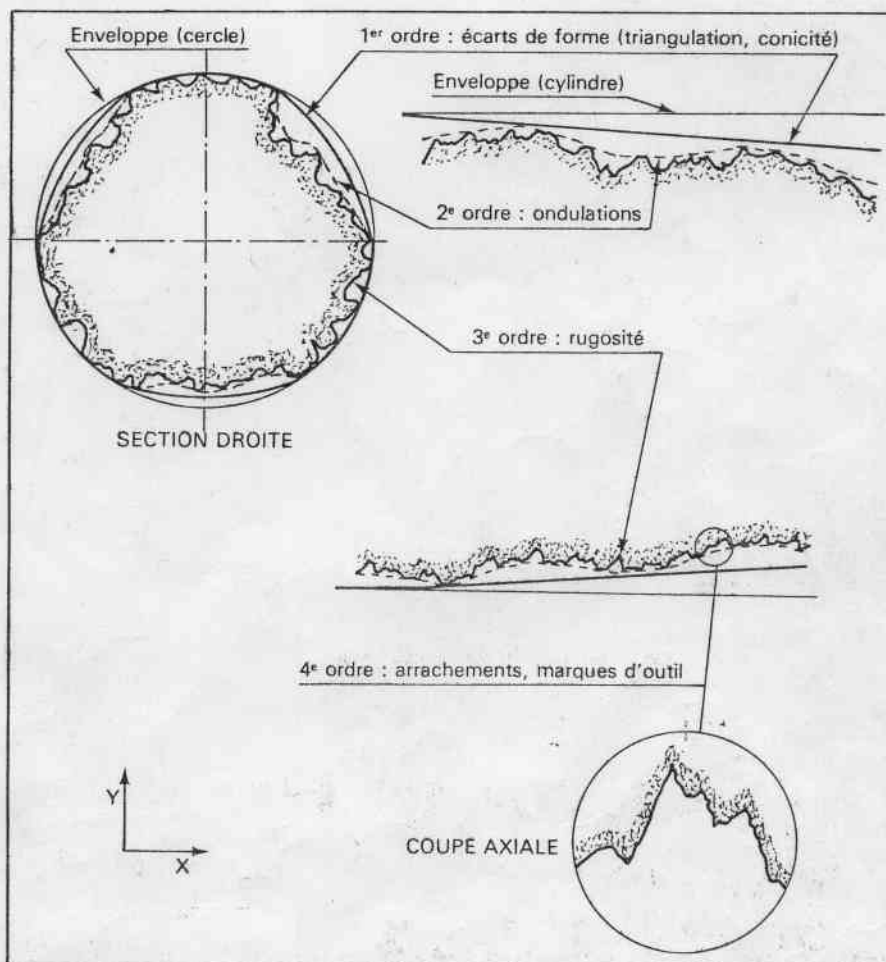 Enveloppe (cercle)
1er ordre : écarts de forme (triangulation, conicité)
Enveloppe (cylindre)
2e ordre : ondulations
3e ordre : rugosité
SECTION DROITE
4e ordre : arrachements, marques d'outil
Y
X
COUPE AXIALE